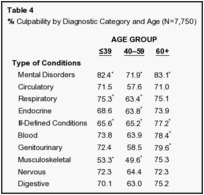 Table 4
% Culpability by Diagnostic Category and Age (N=7,750)
AGE GROUP
≤39 40–59 60+
Type of Conditions
Mental Disorders 82.4* 71.9* 83.1*
Circulatory 71.5 57.6 71.0
Respiratory 75.3* 63.4* 75.1
Endocrine 68.6 63.8* 73.9
Ill-Defined Conditions 65.6* 65.2* 77.2*
Blood 73.8 63.9 78.4*
Genitourinary 72.4 58.5 79.6*
Musculoskeletal 53.3* 49.6* 75.3
Nervous 72.3 64.4 72.3
Digestive 70.1 63.0 75.2